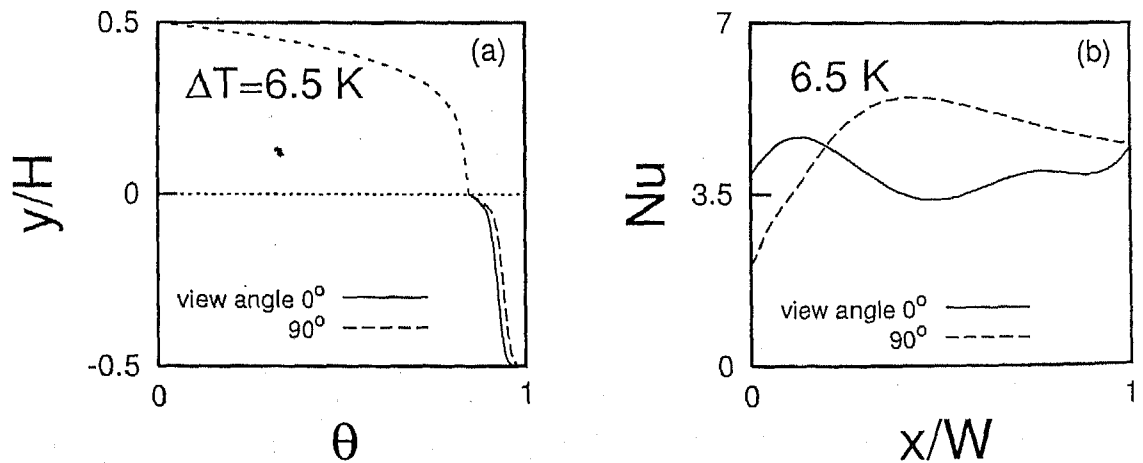 0.5
(a)
ΔT=6.5 K
y/H
0
view angle 0°
90°
-0.5
0
1
θ
7
(b)
6.5 K
Nu
3.5
view angle 0°
90°
0
0
1
x/W